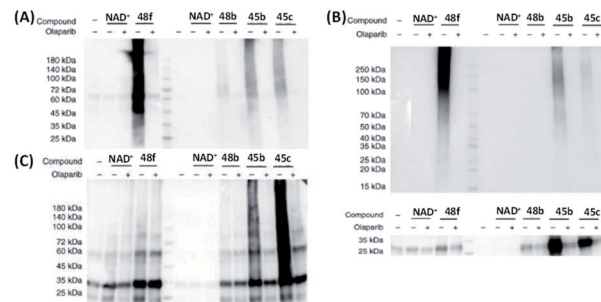 (A)
Compound – NAD+ 48f NAD+ 48b 45b 45c
Olaparib – – + – + – – + – + – + – +
180 kDa
140 kDa
100 kDa
72 kDa
60 kDa
45 kDa
35 kDa
25 kDa
(C)
Compound – NAD+ 48f NAD+ 48b 45b 45c
Olaparib – – + – + – – + – + – + – +
180 kDa
140 kDa
100 kDa
72 kDa
60 kDa
45 kDa
35 kDa
25 kDa
(B)
Compound – NAD+ 48f NAD+ 48b 45b 45c
Olaparib – – + – + – – + – + – + – +
250 kDa
150 kDa
100 kDa
70 kDa
50 kDa
40 kDa
35 kDa
25 kDa
20 kDa
15 kDa
Compound – NAD+ 48f NAD+ 48b 45b 45c
Olaparib – – + – + – – + – + – + – +
35 kDa
25 kDa